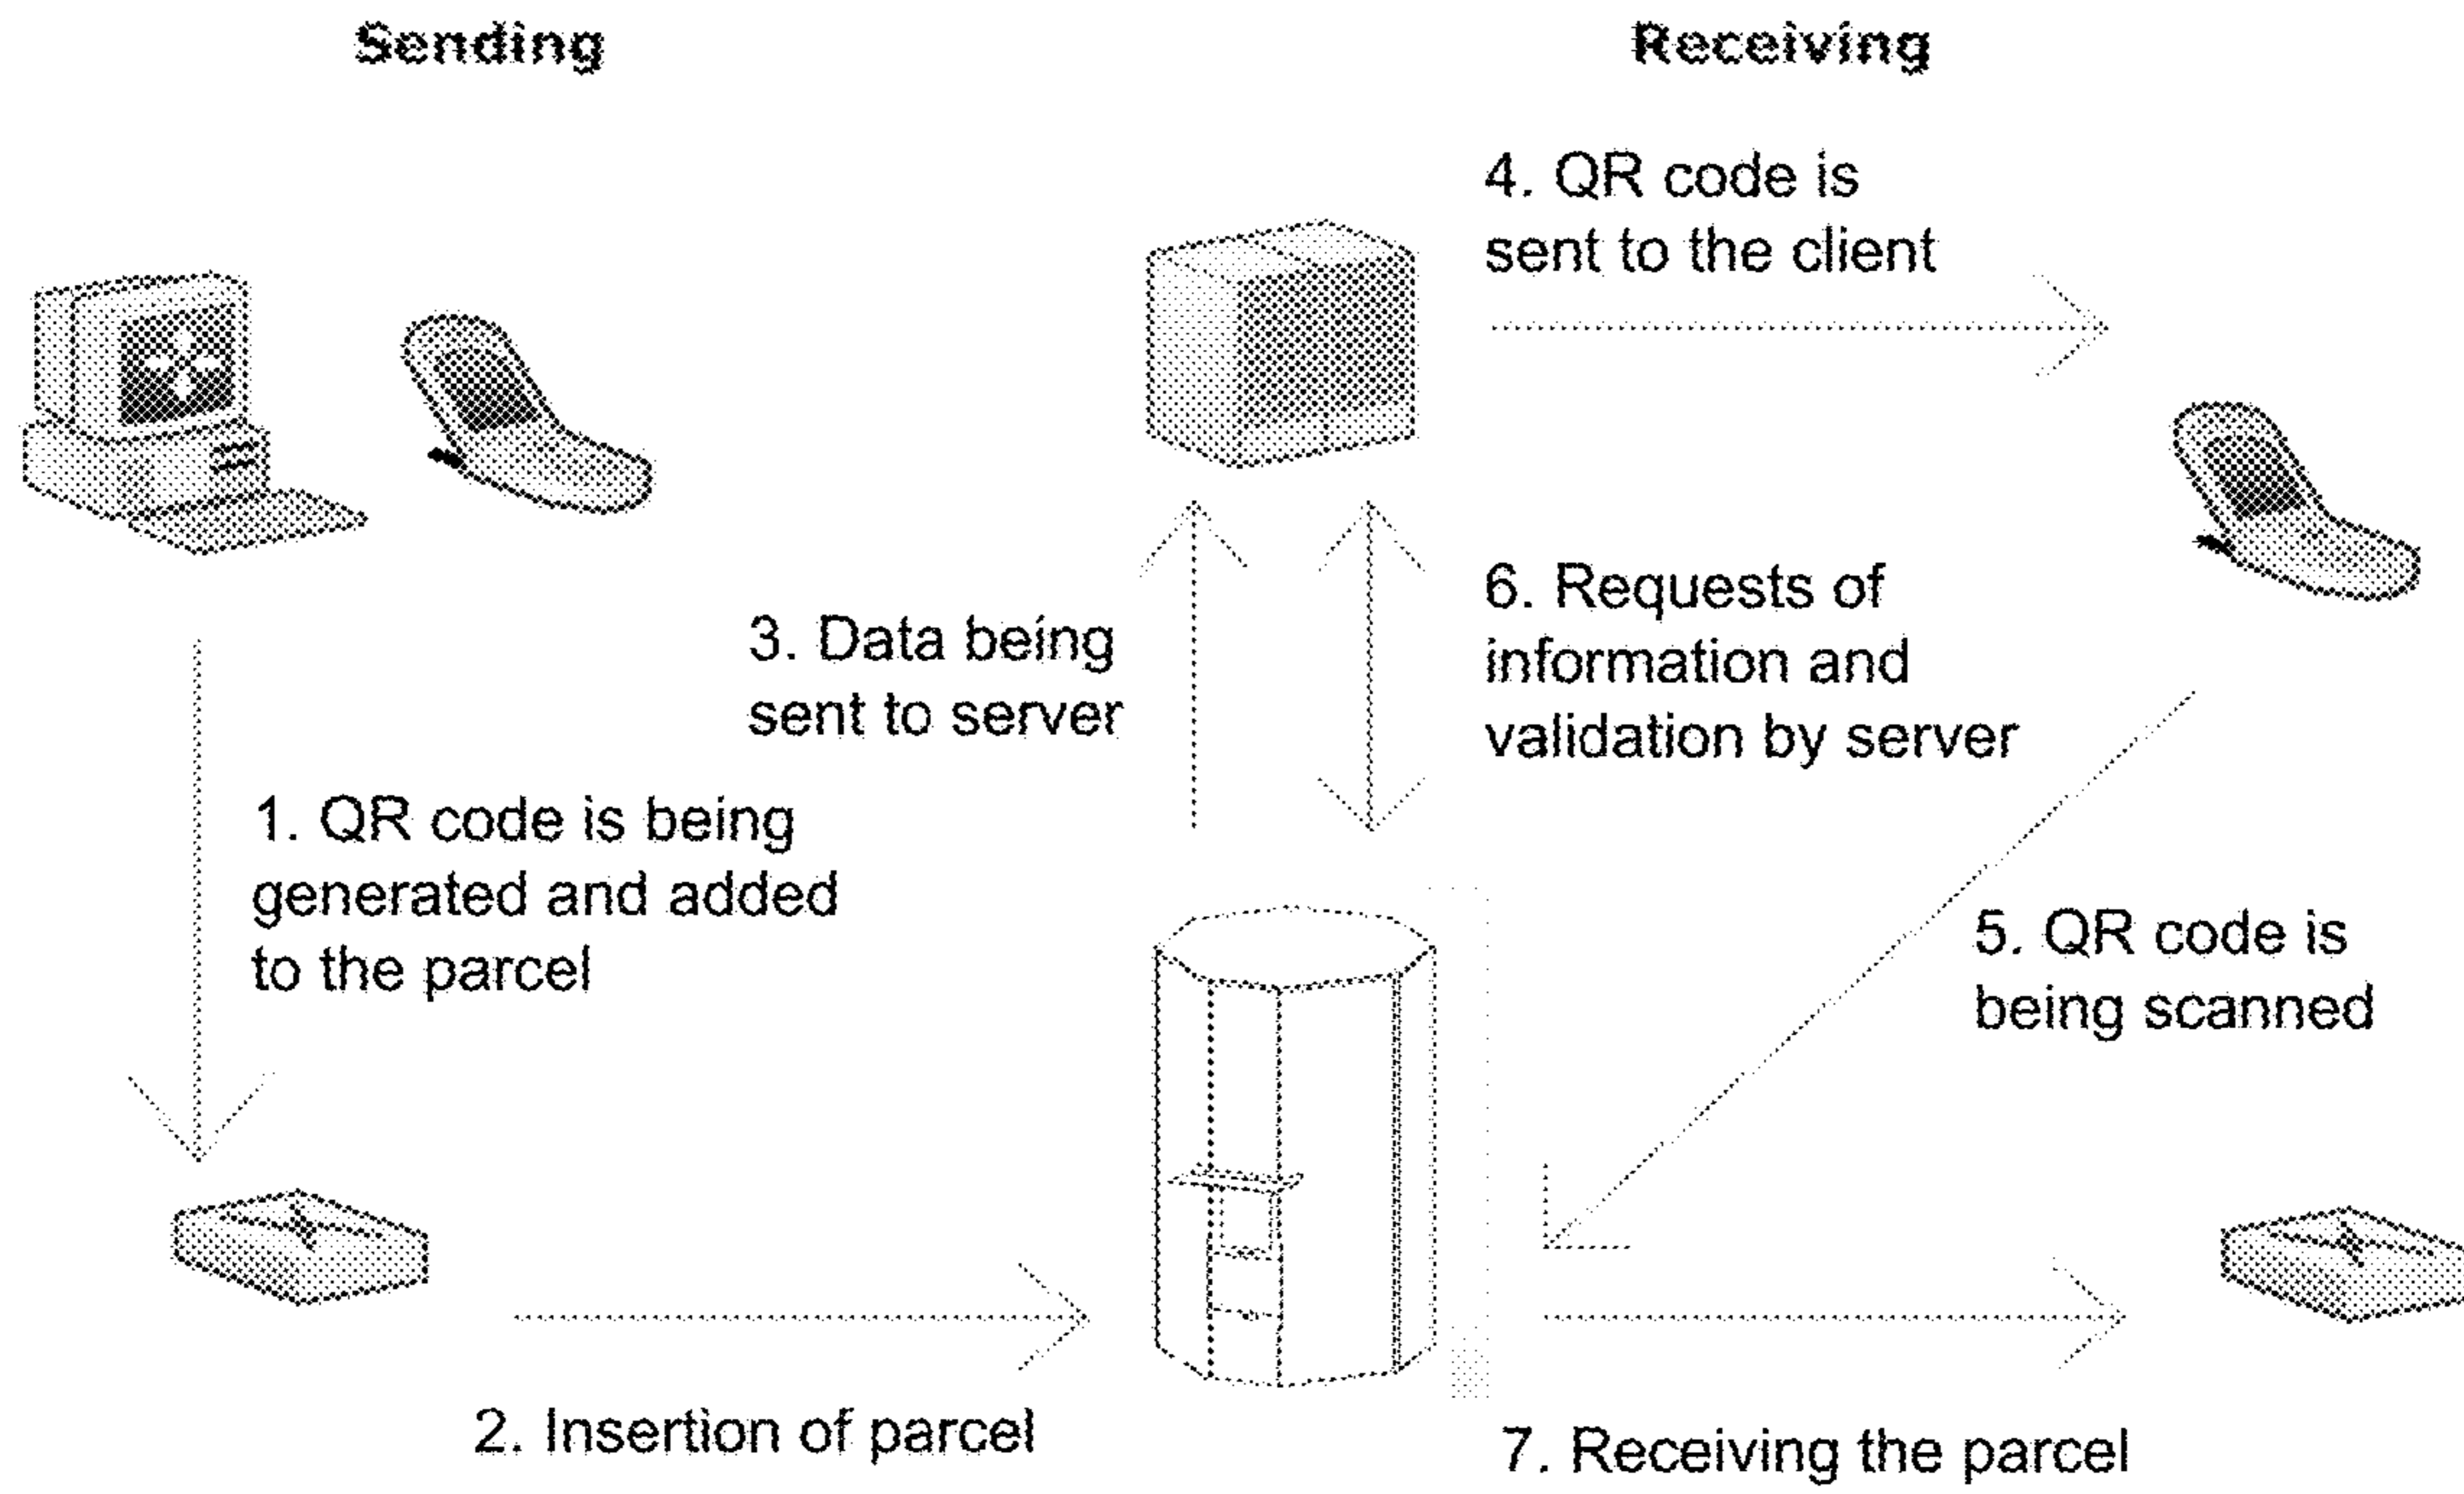 Sending
Receiving
4. QR code is
sent to the client
3. Data being
sent to server
6. Requests of
information and
validation by server
1. QR code is being
generated and added
to the parcel
5. QR code is
being scanned
2. Insertion of parcel
7. Receiving the parcel